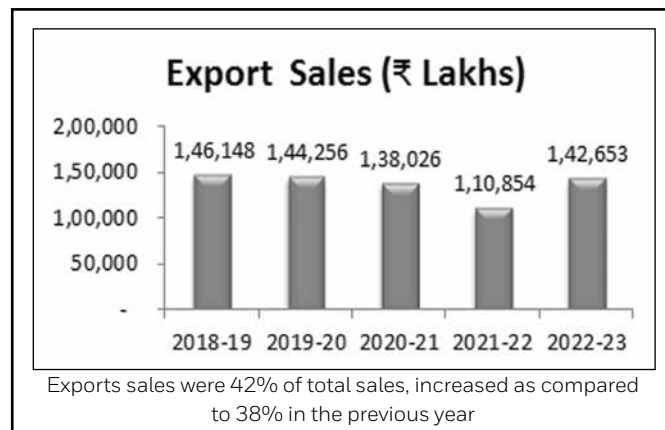 Export Sales (₹ Lakhs)
2,00,000
1,50,000
1,00,000
50,000
-
1,46,148
1,44,256
1,38,026
1,10,854
1,42,653
2018-19 2019-20 2020-21 2021-22 2022-23
Exports sales were 42% of total sales, increased as compared
to 38% in the previous year